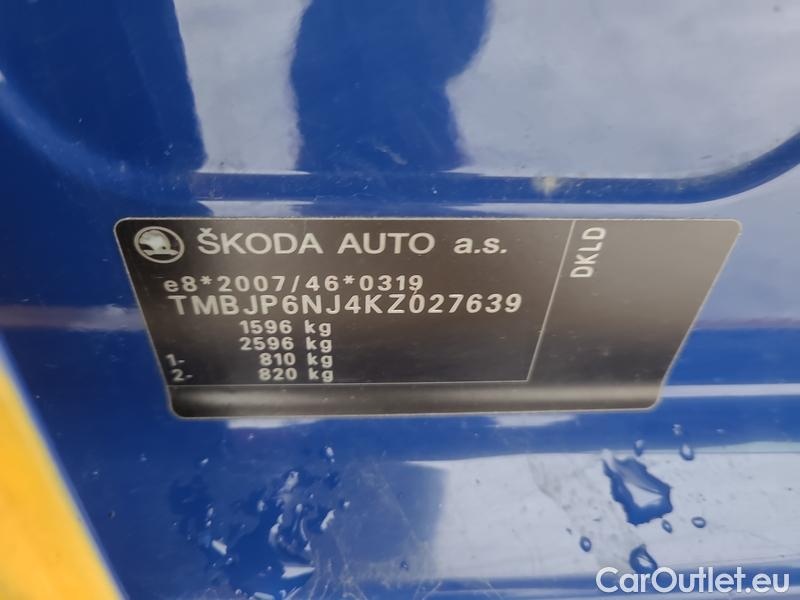 ŠKODA AUTO a.s.
DKLD
e8*2007/46*0319
TMBJP6NJ4KZ027639
1596 kg
2596 kg
1- 810 kg
2- 820 kg
CarOutlet.eu